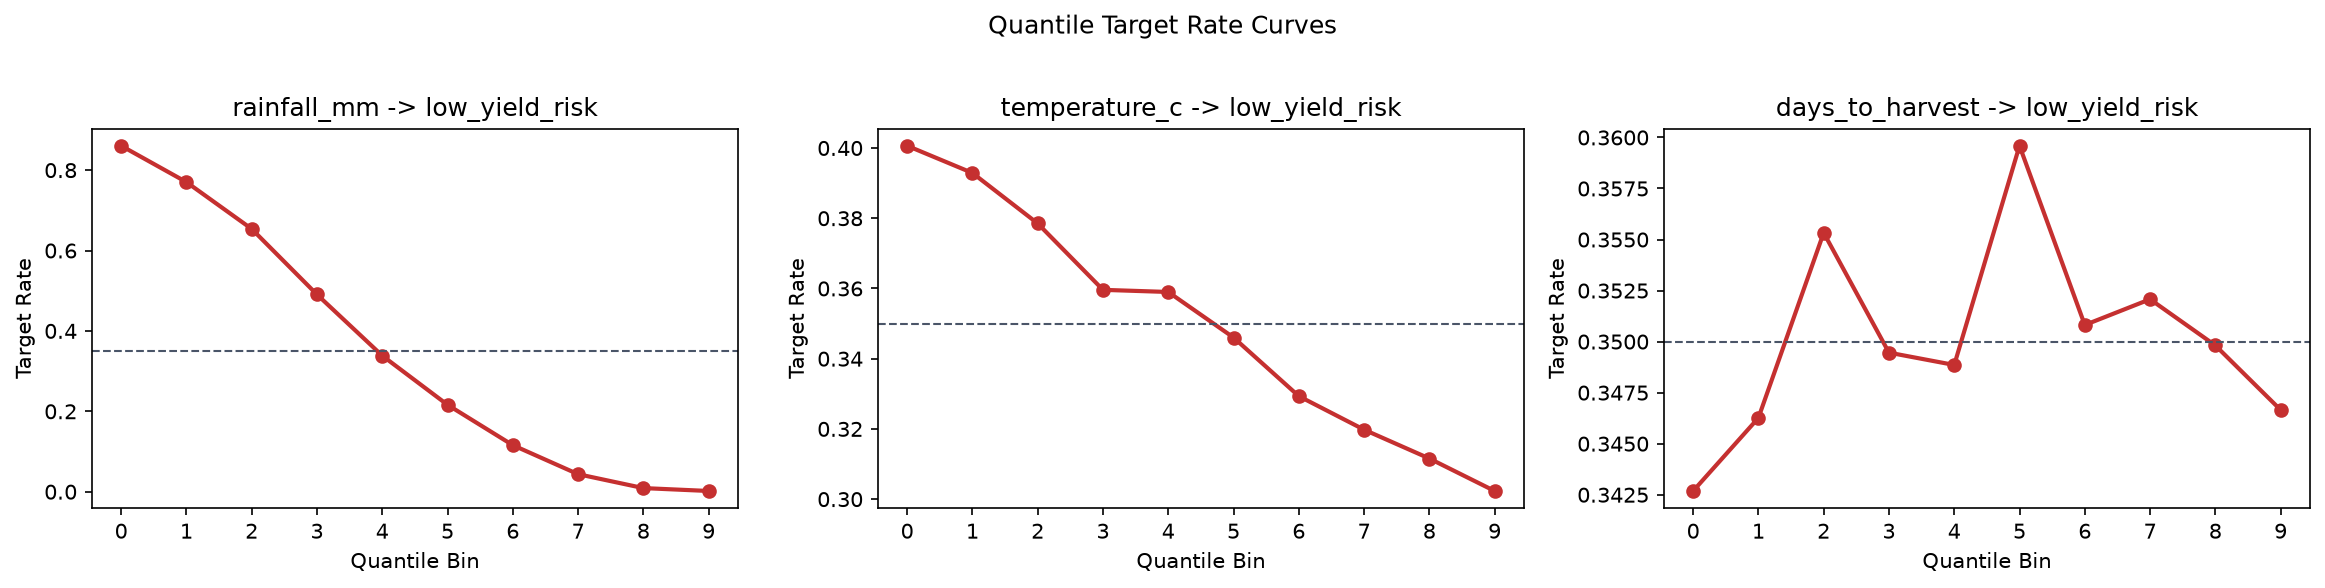 Quantile Target Rate Curves
rainfall_mm -> low_yield_risk
Target Rate
0.8
0.6
0.4
0.2
0.0
0 1 2 3 4 5 6 7 8 9
Quantile Bin
temperature_c -> low_yield_risk
Target Rate
0.40
0.38
0.36
0.34
0.32
0.30
0 1 2 3 4 5 6 7 8 9
Quantile Bin
days_to_harvest -> low_yield_risk
Target Rate
0.3600
0.3575
0.3550
0.3525
0.3500
0.3475
0.3450
0.3425
0 1 2 3 4 5 6 7 8 9
Quantile Bin